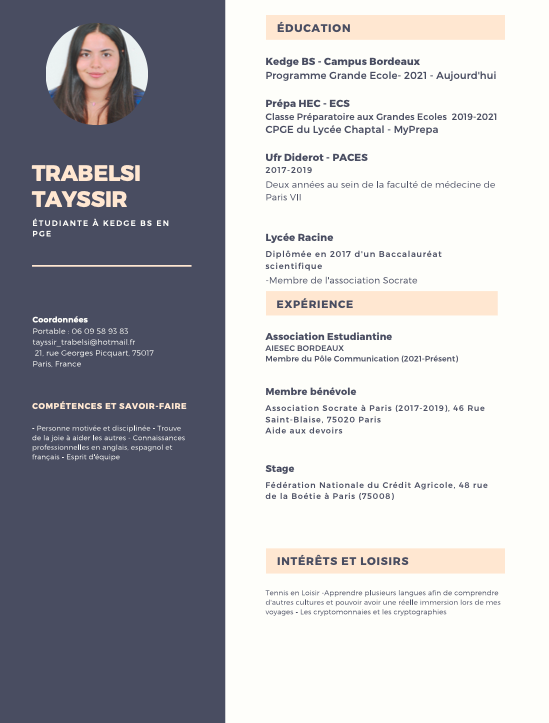 TRABELSI
TAYSSIR
ÉTUDIANTE À KEDGE BS EN
PGE
Coordonnées
Portable : 06 09 58 93 83
tayssir_trabelsi@hotmail.fr
21, rue Georges Picquart, 75017
Paris, France
COMPÉTENCES ET SAVOIR-FAIRE
- Personne motivée et disciplinée - Trouve
de la joie à aider les autres - Connaissances
professionnelles en anglais, espagnol et
français - Esprit d'équipe
ÉDUCATION
Kedge BS - Campus Bordeaux
Programme Grande Ecole- 2021 - Aujourd'hui
Prépa HEC - ECS
Classe Préparatoire aux Grandes Ecoles 2019-2021
CPGE du Lycée Chaptal - MyPrepa
Ufr Diderot - PACES
2017-2019
Deux années au sein de la faculté de médecine de
Paris VII
Lycée Racine
Diplômée en 2017 d'un Baccalauréat
scientifique
-Membre de l'association Socrate
EXPÉRIENCE
Association Estudiantine
AIESEC BORDEAUX
Membre du Pôle Communication (2021-Présent)
Membre bénévole
Association Socrate à Paris (2017-2019), 46 Rue
Saint-Blaise, 75020 Paris
Aide aux devoirs
Stage
Fédération Nationale du Crédit Agricole, 48 rue
de la Boétie à Paris (75008)
INTÉRÊTS ET LOISIRS
Tennis en Loisir -Apprendre plusieurs langues afin de comprendre
d'autres cultures et pouvoir avoir une réelle immersion lors de mes
voyages - Les cryptomonnaies et les cryptographies